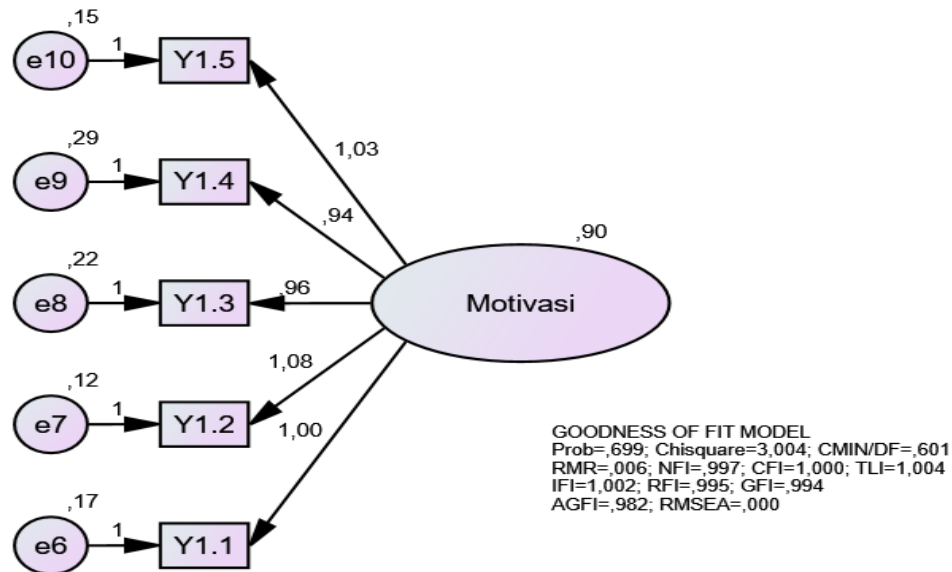 ,15
e10 1 Y1.5
1,03
,29
e9 1 Y1.4
,94
,90
,22
e8 1 Y1.3 ,96 Motivasi
1,08
,12
e7 1 Y1.2
1,00
GOODNESS OF FIT MODEL
Prob=,699; Chisquare=3,004; CMIN/DF=,601
RMR=,006; NFI=,997; CFI=1,000; TLI=1,004
IFI=1,002; RFI=,995; GFI=,994
AGFI=,982; RMSEA=,000
,17
e6 1 Y1.1